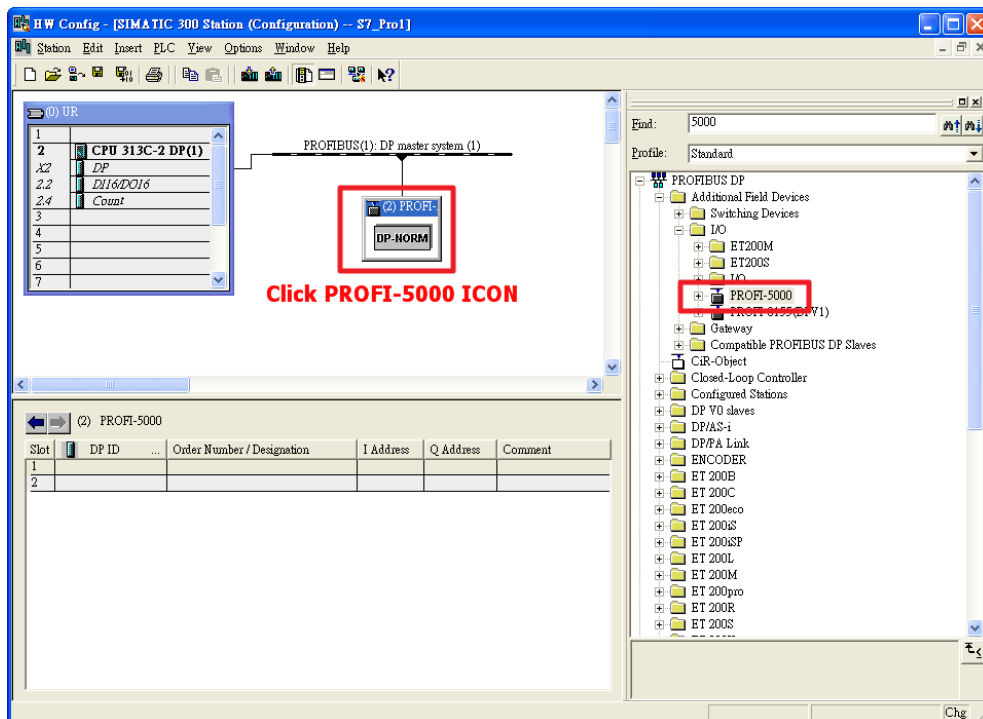 HW Config - [SIMATIC 300 Station (Configuration) -- S7_Pro1]
Station Edit Insert PLC View Options Window Help
(0) UR
1
2 CPU 313C-2 DP(1)
X2 DP
2.2 DI16/DO16
2.4 Count
3
4
5
6
7
PROFIBUS(1): DP master system (1)
(2) PROFI-
DP-NORM
Click PROFI-5000 ICON
Find: 5000
Profile: Standard
PROFIBUS DP
Additional Field Devices
Switching Devices
I/O
ET200M
ET200S
I/O
PROFI-5000
PROFI-8155(DPV1)
Gateway
Compatible PROFIBUS DP Slaves
CiR-Object
Closed-Loop Controller
Configured Stations
DP V0 slaves
DP/AS-i
DP/PA Link
ENCODER
ET 200B
ET 200C
ET 200eco
ET 200iS
ET 200iSP
ET 200L
ET 200M
ET 200pro
ET 200R
ET 200S
(2) PROFI-5000
Slot DP ID ... Order Number / Designation I Address Q Address Comment
1
2
Chg